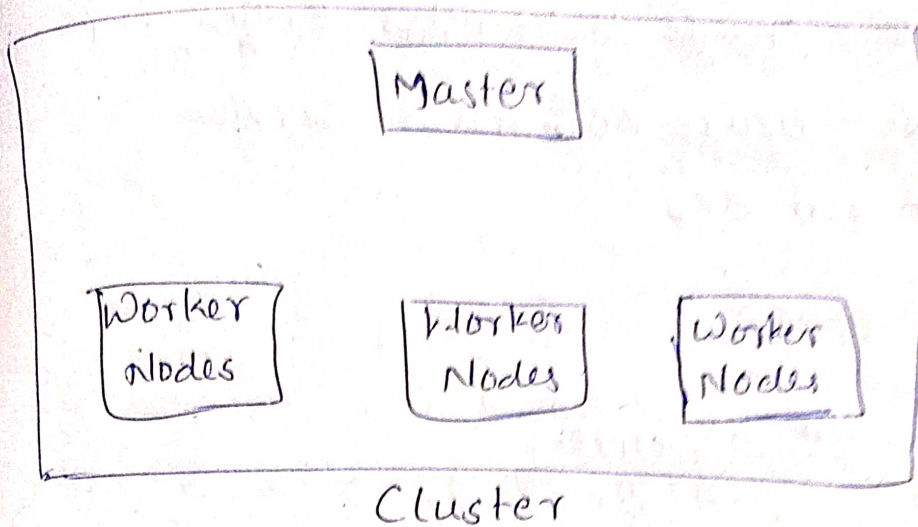 Master
Worker
Nodes
Worker
Nodes
Worker
Nodes
Cluster